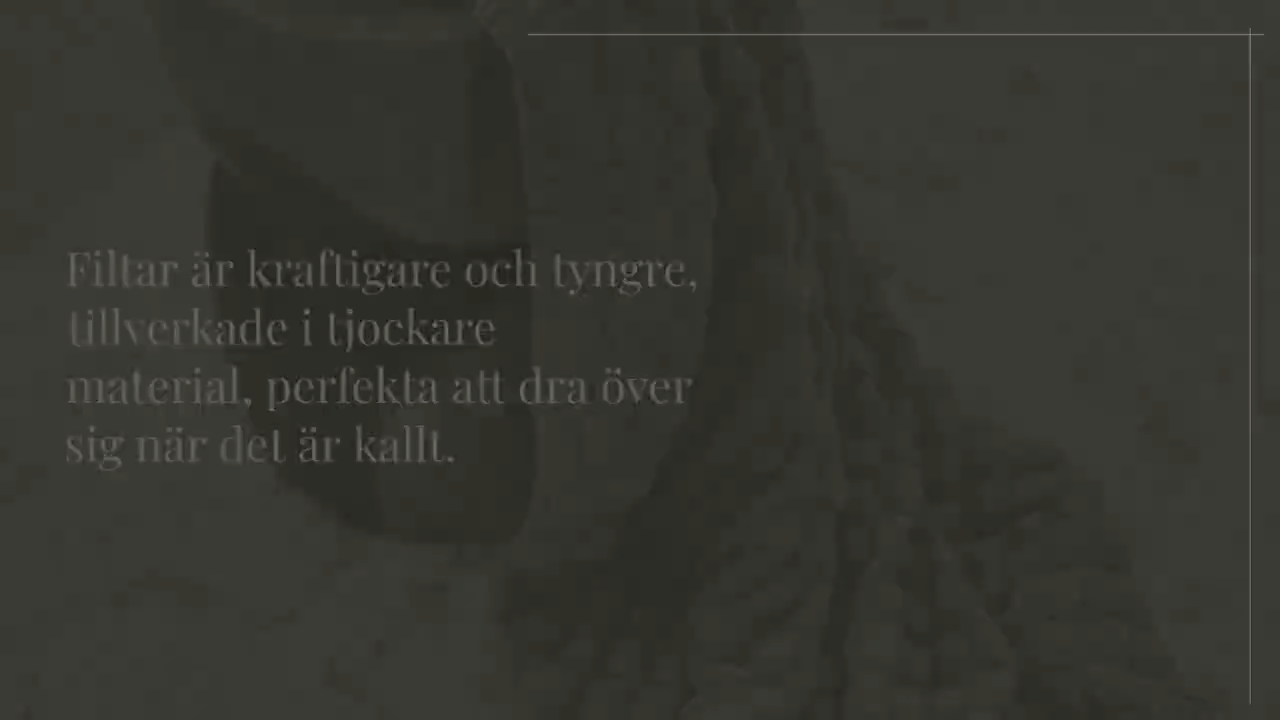 Filtar är kraftigare och tyngre,
tillverkade i tjockare
material, perfekta att dra över
sig när det är kallt.